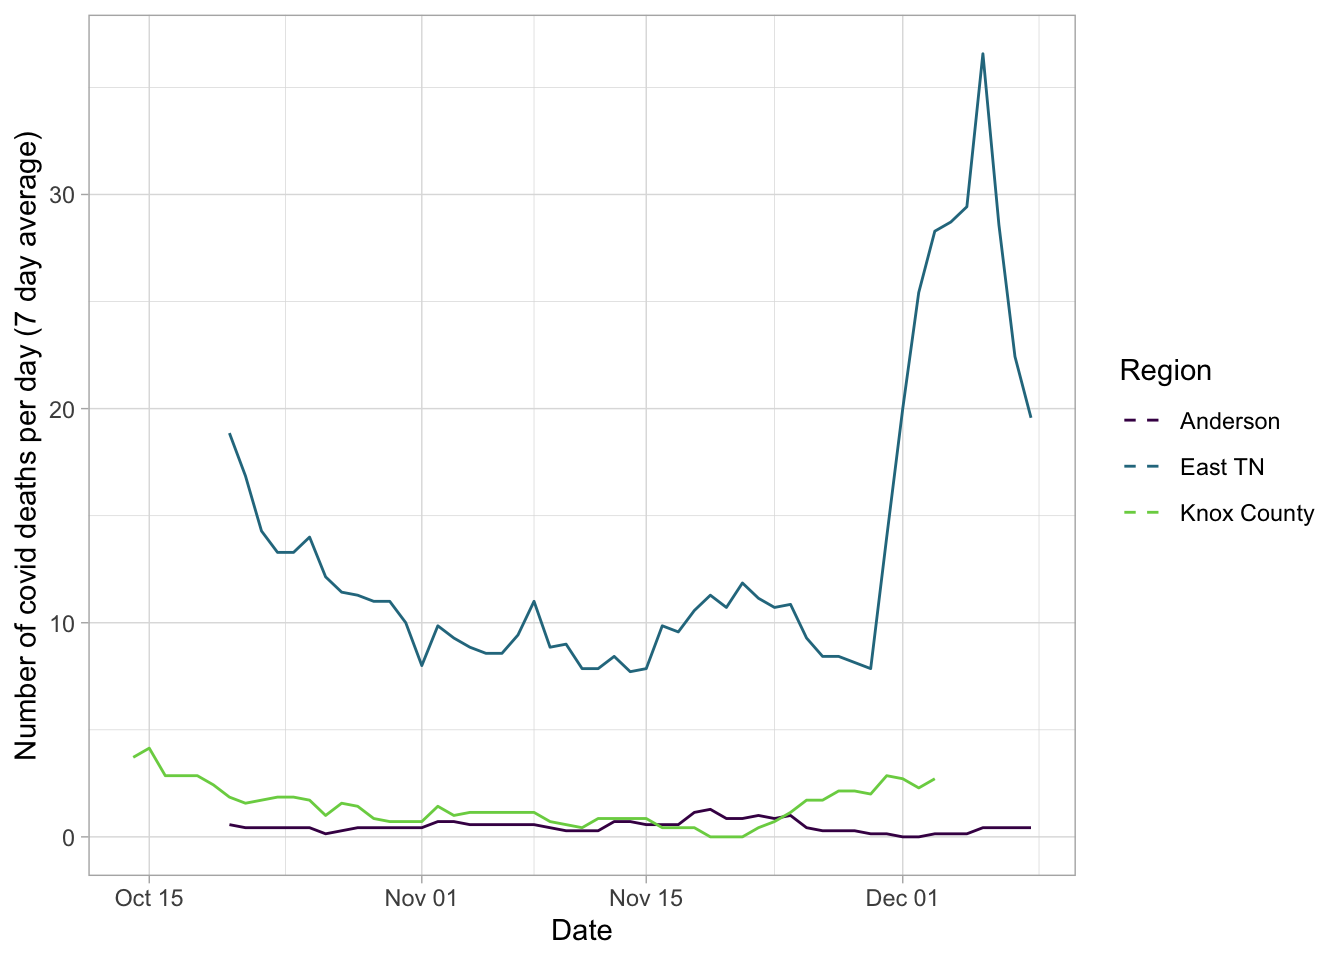 Number of covid deaths per day (7 day average)
30
20
10
0
Oct 15
Nov 01
Nov 15
Dec 01
Date
Region
Anderson
East TN
Knox County